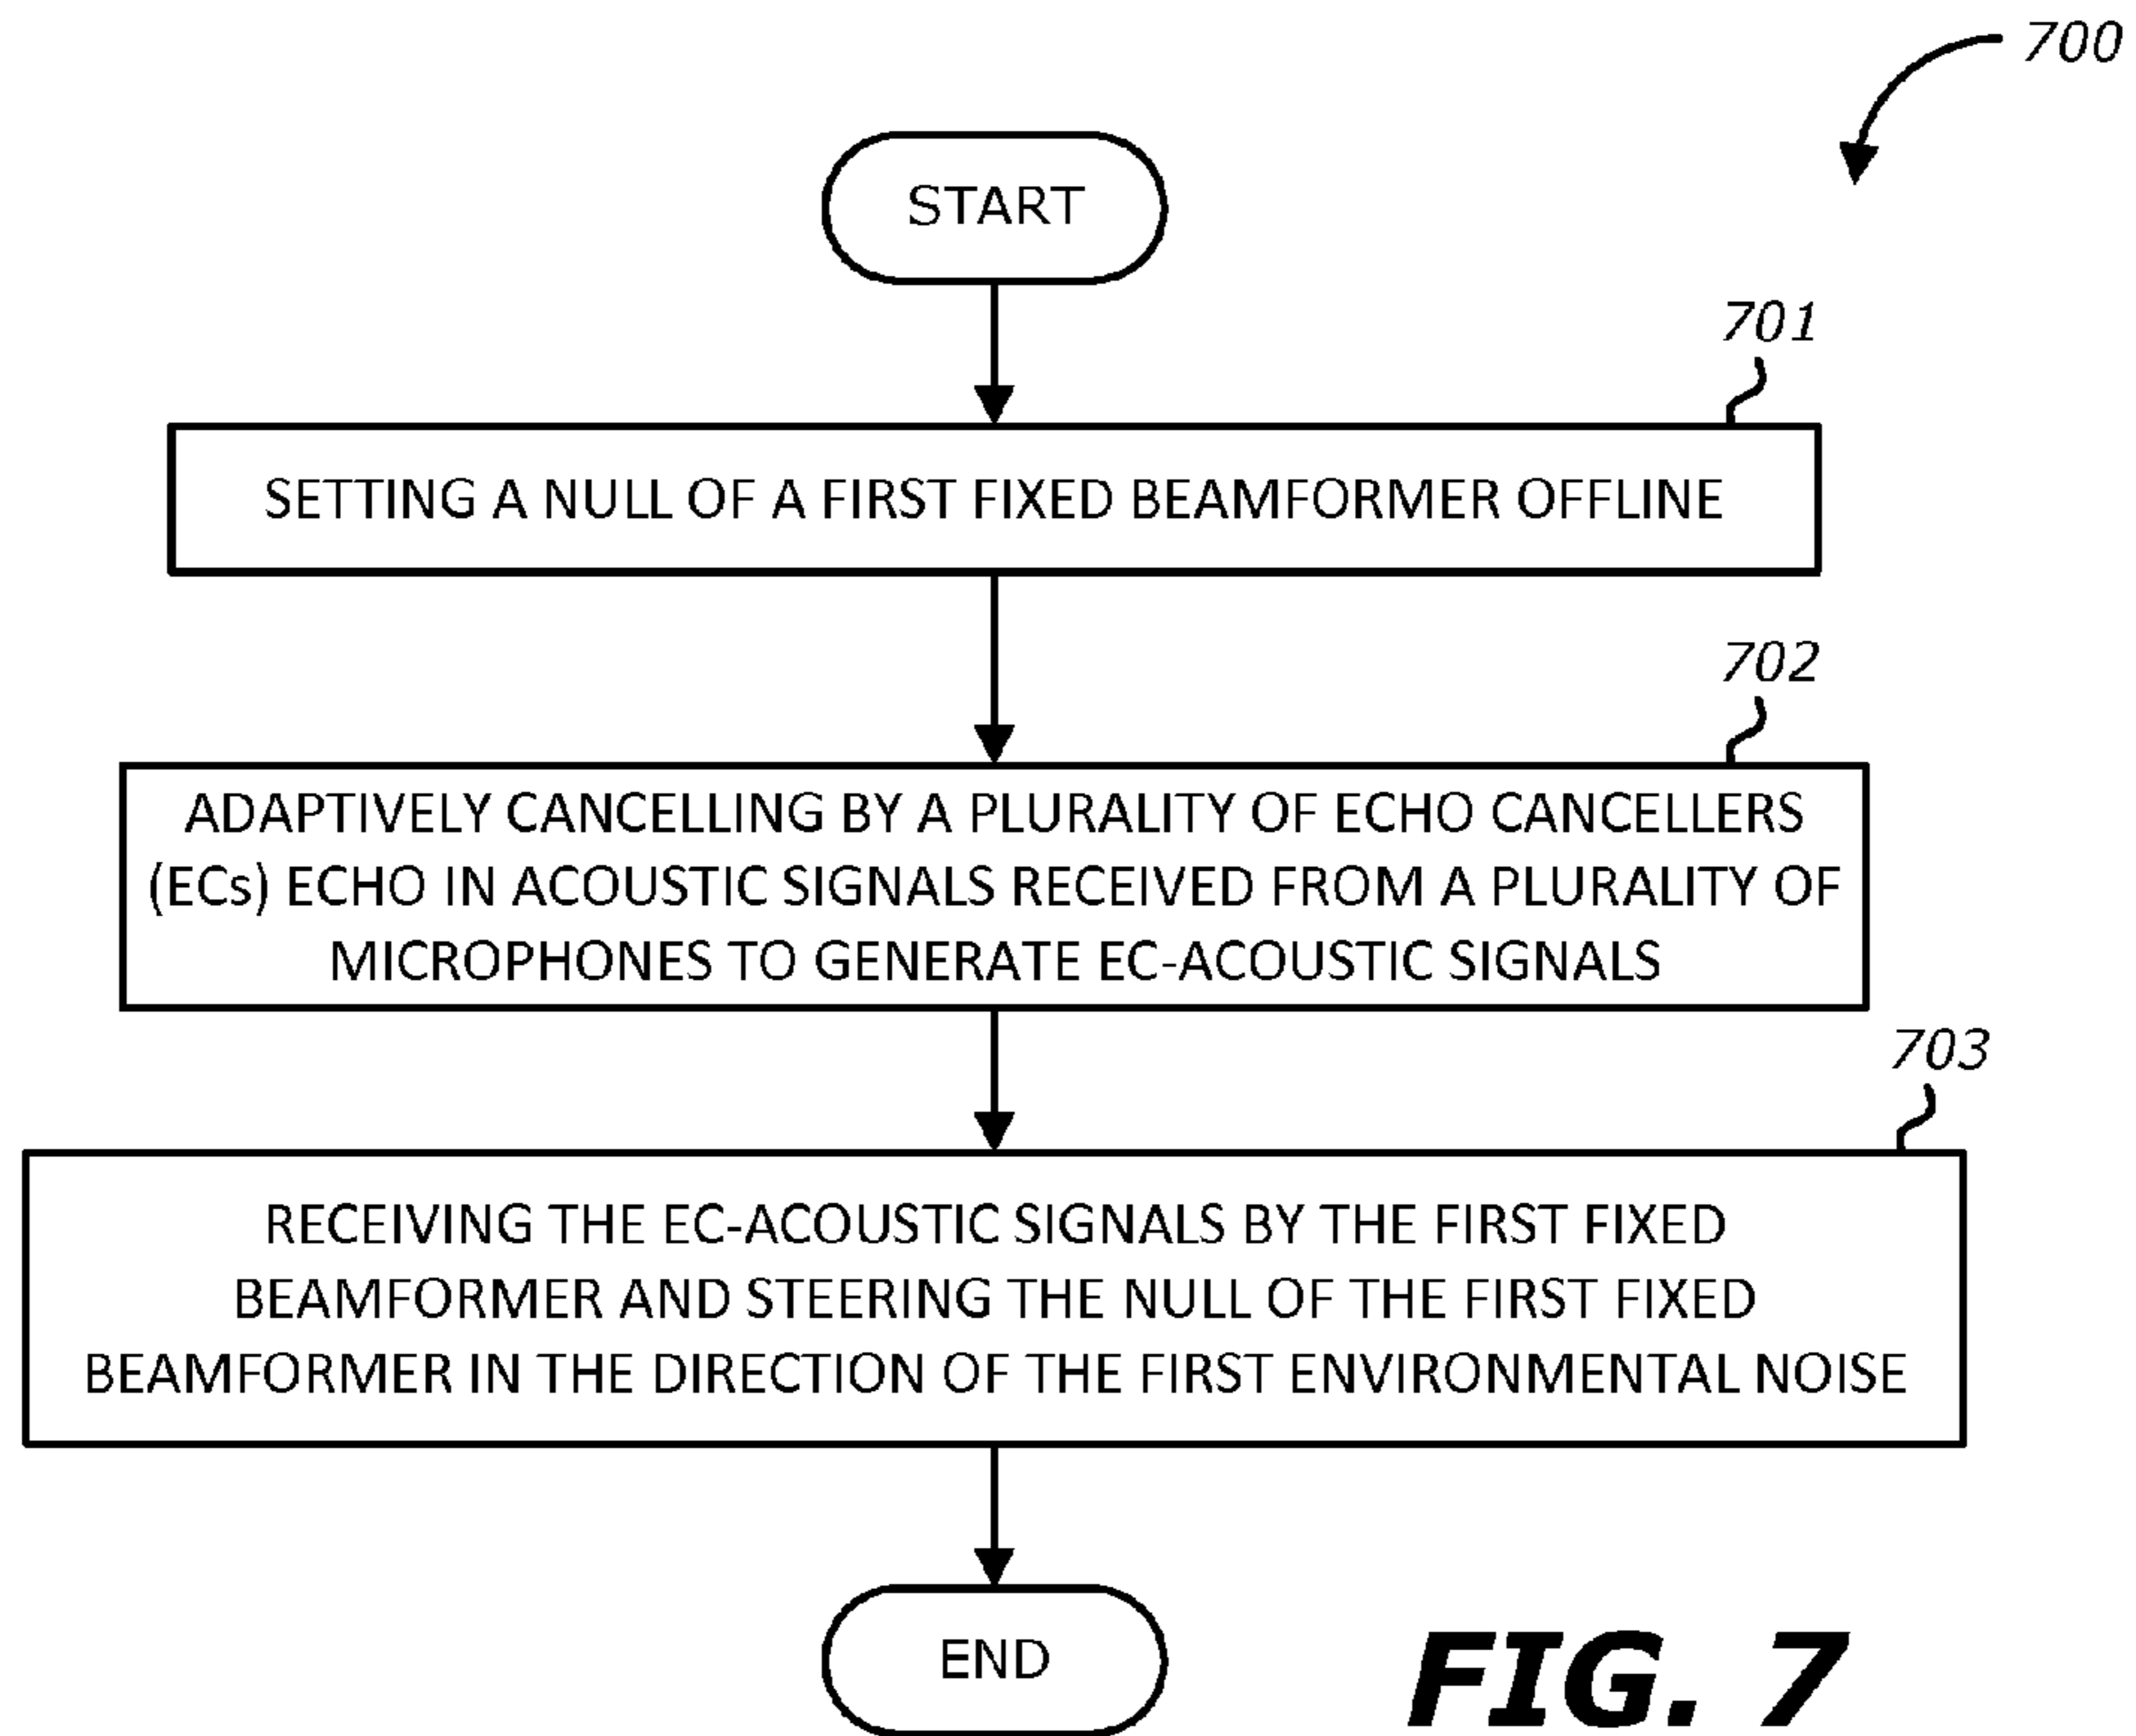 700
START
701
SETTING A NULL OF A FIRST FIXED BEAMFORMER OFFLINE
702
ADAPTIVELY CANCELLING BY A PLURALITY OF ECHO CANCELLERS
(ECs) ECHO IN ACOUSTIC SIGNALS RECEIVED FROM A PLURALITY OF
MICROPHONES TO GENERATE EC-ACOUSTIC SIGNALS
703
RECEIVING THE EC-ACOUSTIC SIGNALS BY THE FIRST FIXED
BEAMFORMER AND STEERING THE NULL OF THE FIRST FIXED
BEAMFORMER IN THE DIRECTION OF THE FIRST ENVIRONMENTAL NOISE
END
FIG. 7